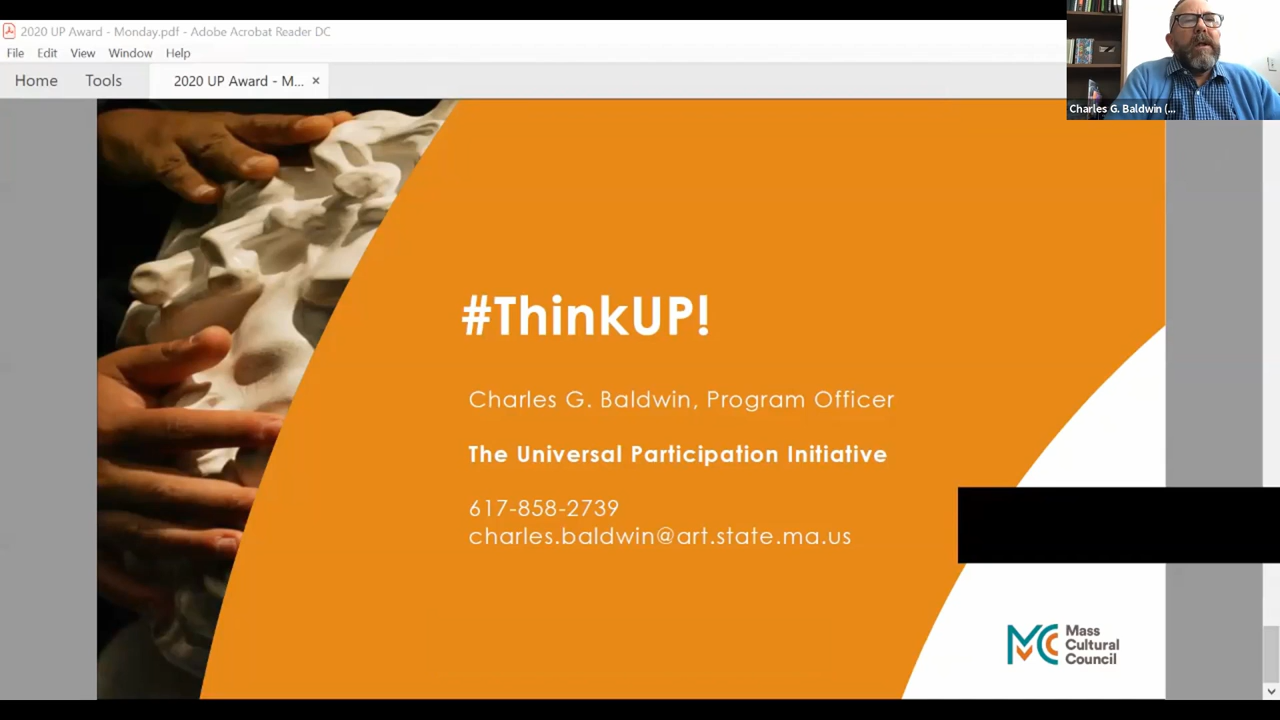 2020 UP Award - Monday.pdf - Adobe Acrobat Reader DC
File Edit View Window Help
Home Tools 2020 UP Award - M... ×
Charles G. Baldwin (...
#ThinkUP!
Charles G. Baldwin, Program Officer
The Universal Participation Initiative
617-858-2739
charles.baldwin@art.state.ma.us
Mass
Cultural
Council